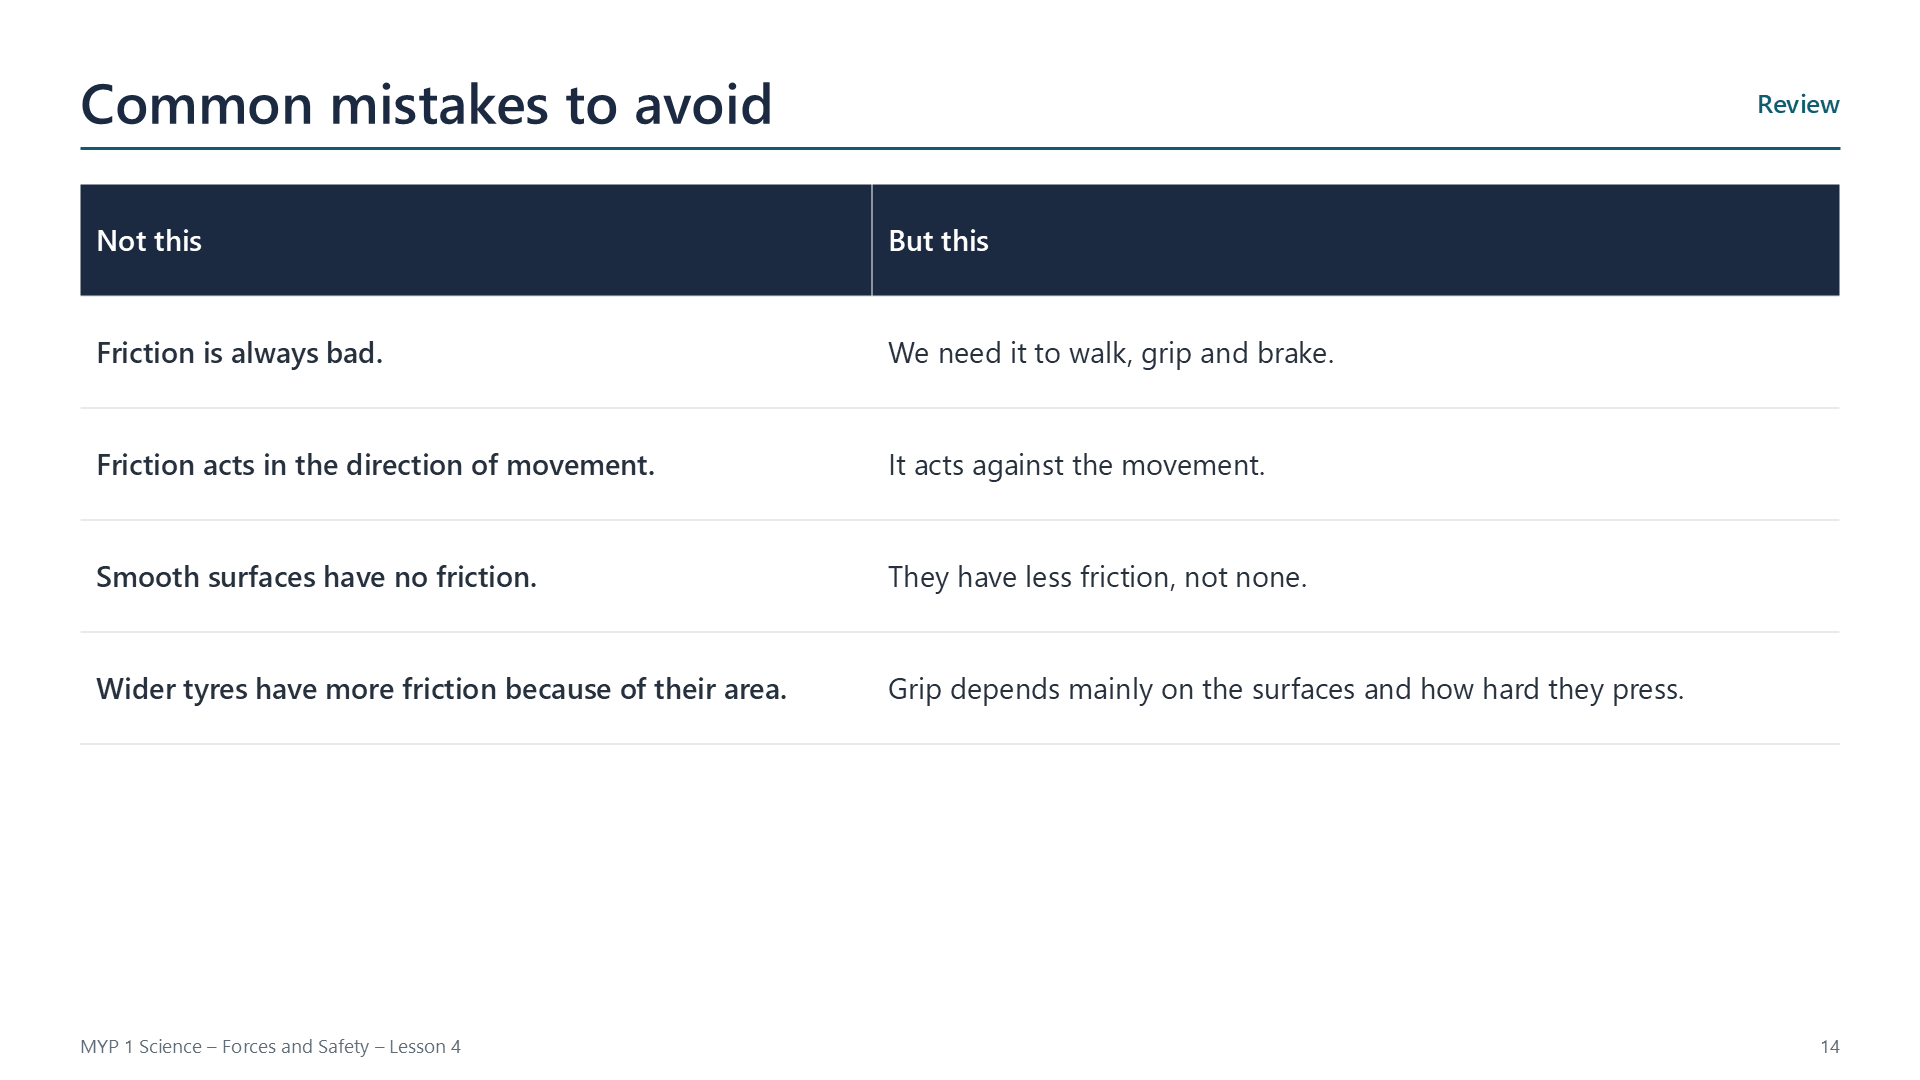 Common mistakes to avoid
Review
Not this
But this
Friction is always bad.
We need it to walk, grip and brake.
Friction acts in the direction of movement.
It acts against the movement.
Smooth surfaces have no friction.
They have less friction, not none.
Wider tyres have more friction because of their area.
Grip depends mainly on the surfaces and how hard they press.
MYP 1 Science – Forces and Safety – Lesson 4
14